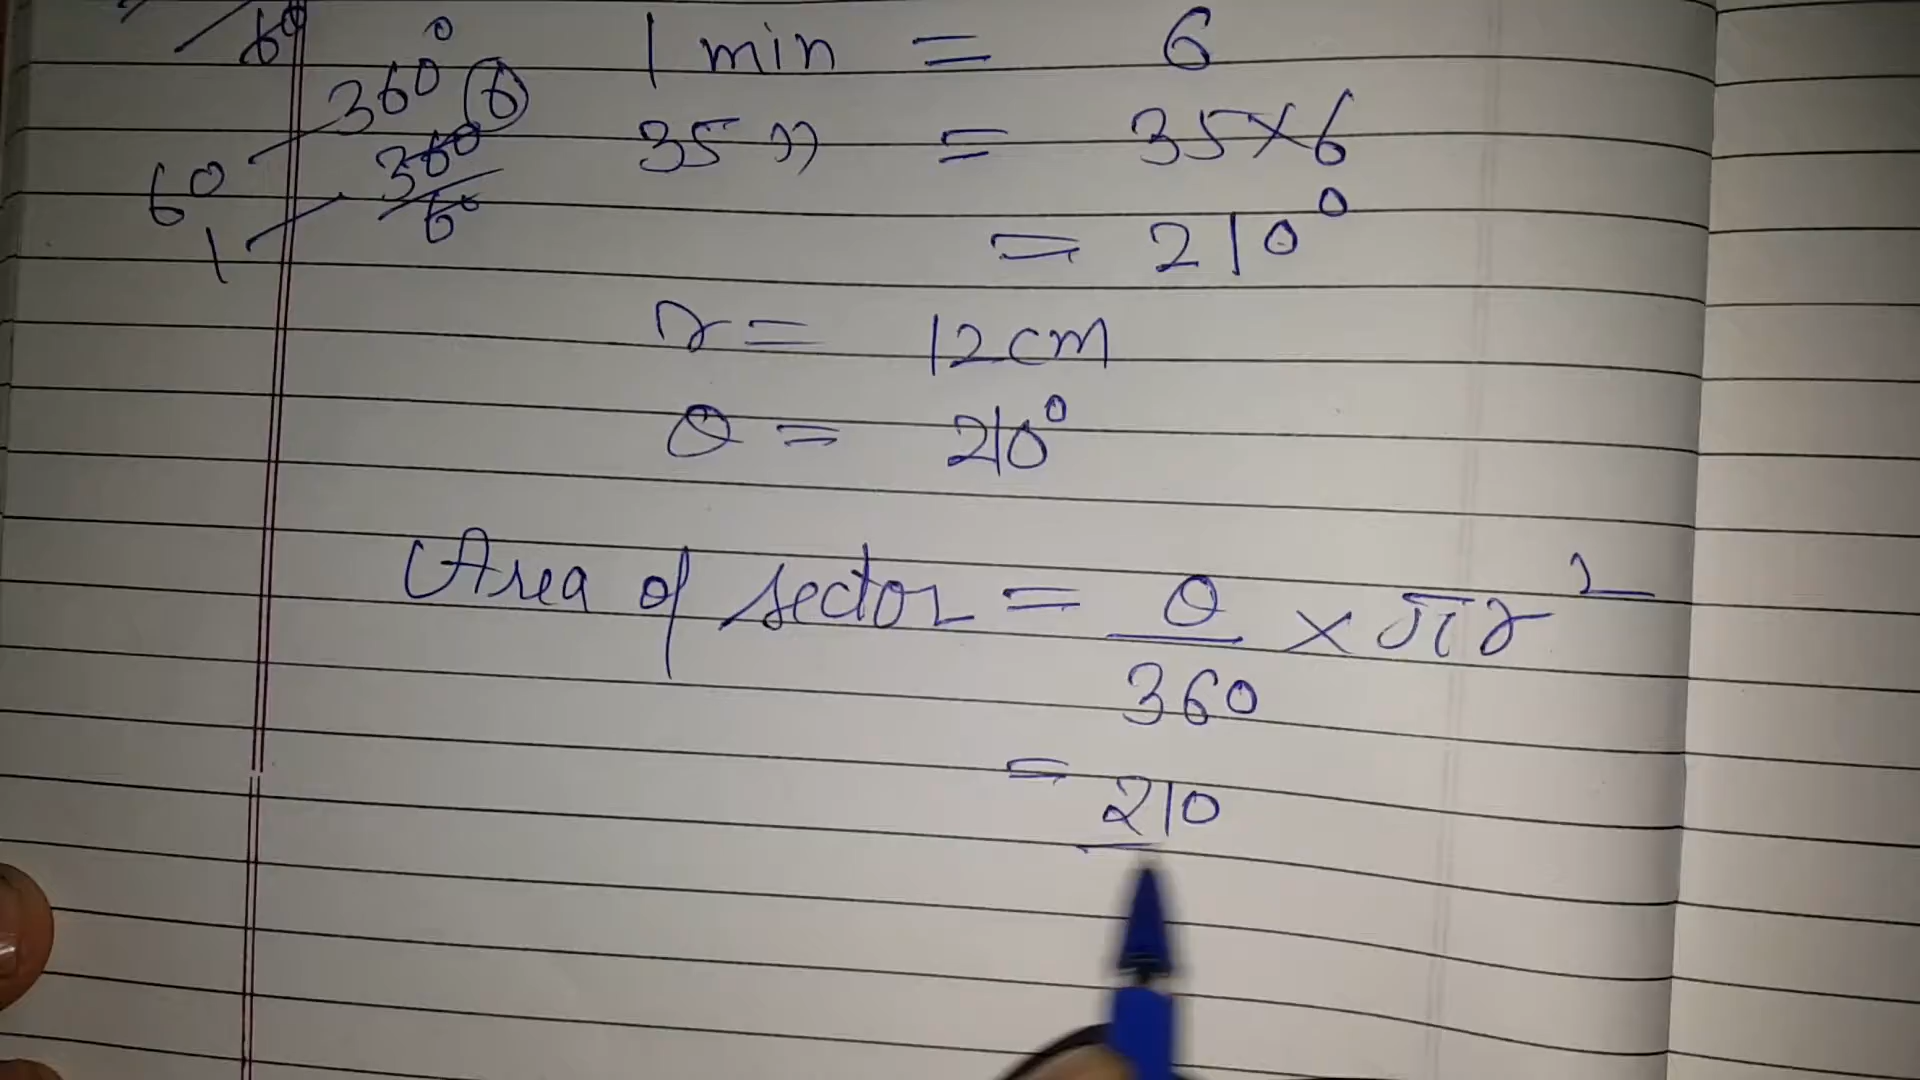 60
360° 6
360
60
60
1
1 min = 6
35 " = 35×6
= 210°
r = 12cm
θ = 210°
Area of sector = θ/360 × πr²
= 210